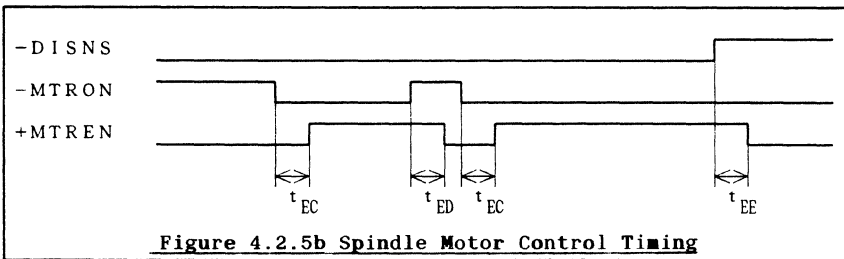 -DISNS
-MTRON
+MTREN
tEC tED tEC tEE
Figure 4.2.5b Spindle Motor Control Timing